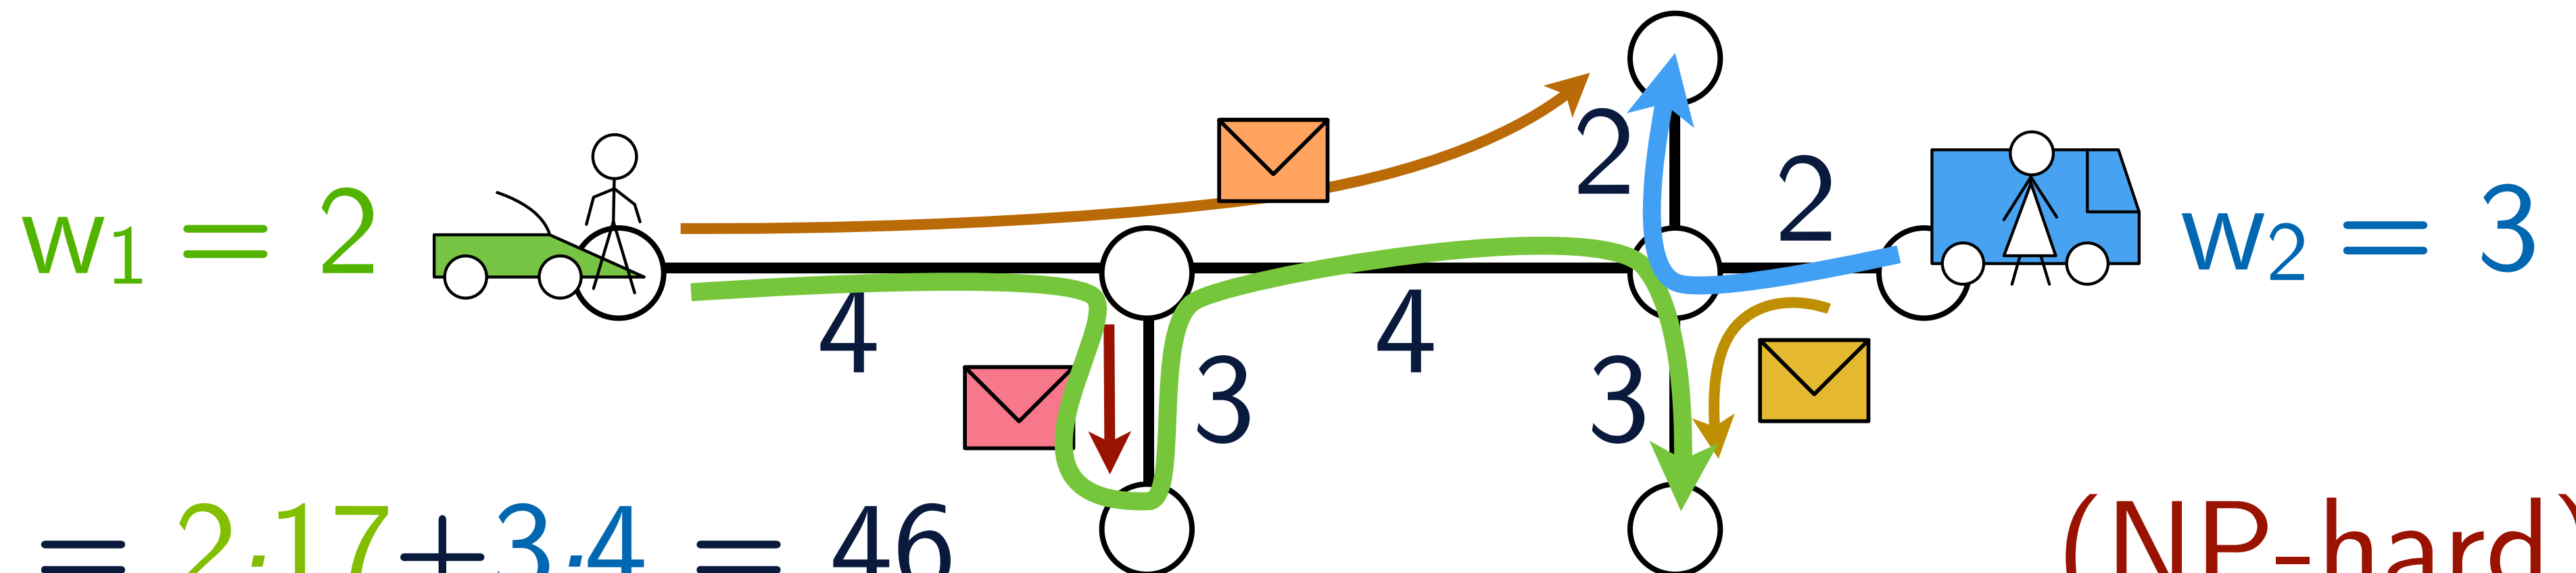 2
2
w₁ = 2
w₂ = 3
4
4
3
3
= 2·17+3·4 = 46
(NP-hard)